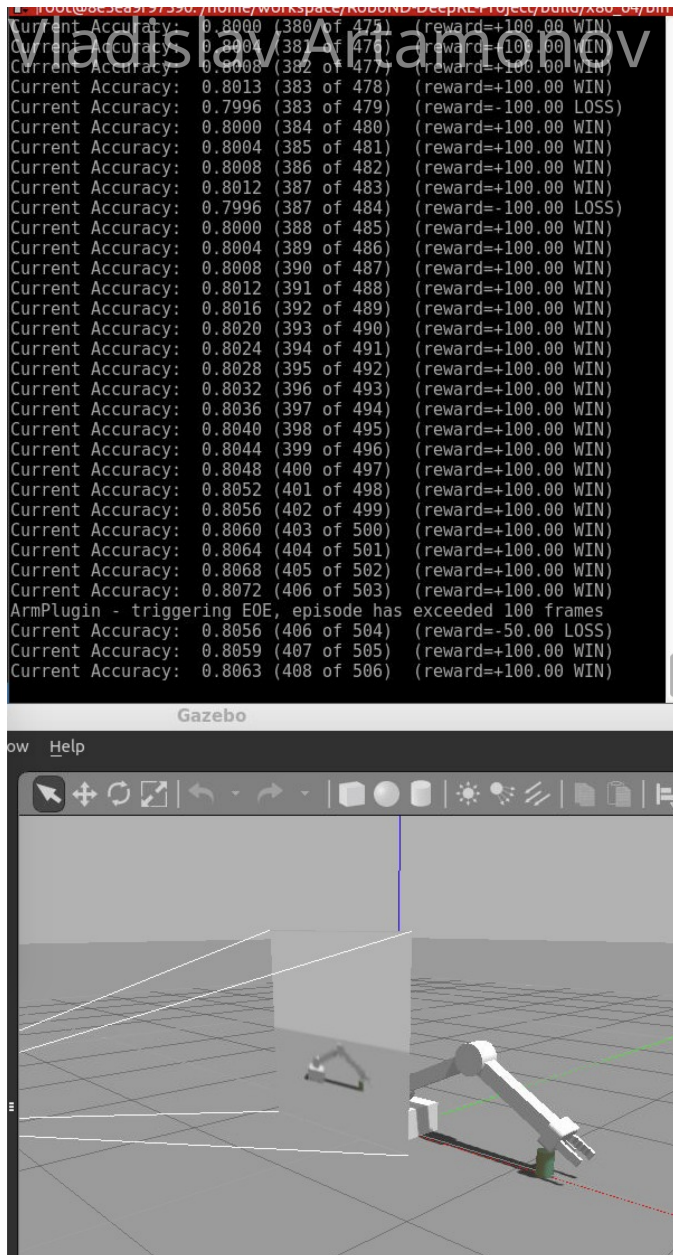 Vladislav Artamonov
Current Accuracy:  0.8000 (380 of 475)  (reward=+100.00 WIN)
Current Accuracy:  0.8004 (381 of 476)  (reward=+100.00 WIN)
Current Accuracy:  0.8008 (382 of 477)  (reward=+100.00 WIN)
Current Accuracy:  0.8013 (383 of 478)  (reward=+100.00 WIN)
Current Accuracy:  0.7996 (383 of 479)  (reward=-100.00 LOSS)
Current Accuracy:  0.8000 (384 of 480)  (reward=+100.00 WIN)
Current Accuracy:  0.8004 (385 of 481)  (reward=+100.00 WIN)
Current Accuracy:  0.8008 (386 of 482)  (reward=+100.00 WIN)
Current Accuracy:  0.8012 (387 of 483)  (reward=+100.00 WIN)
Current Accuracy:  0.7996 (387 of 484)  (reward=-100.00 LOSS)
Current Accuracy:  0.8000 (388 of 485)  (reward=+100.00 WIN)
Current Accuracy:  0.8004 (389 of 486)  (reward=+100.00 WIN)
Current Accuracy:  0.8008 (390 of 487)  (reward=+100.00 WIN)
Current Accuracy:  0.8012 (391 of 488)  (reward=+100.00 WIN)
Current Accuracy:  0.8016 (392 of 489)  (reward=+100.00 WIN)
Current Accuracy:  0.8020 (393 of 490)  (reward=+100.00 WIN)
Current Accuracy:  0.8024 (394 of 491)  (reward=+100.00 WIN)
Current Accuracy:  0.8028 (395 of 492)  (reward=+100.00 WIN)
Current Accuracy:  0.8032 (396 of 493)  (reward=+100.00 WIN)
Current Accuracy:  0.8036 (397 of 494)  (reward=+100.00 WIN)
Current Accuracy:  0.8040 (398 of 495)  (reward=+100.00 WIN)
Current Accuracy:  0.8044 (399 of 496)  (reward=+100.00 WIN)
Current Accuracy:  0.8048 (400 of 497)  (reward=+100.00 WIN)
Current Accuracy:  0.8052 (401 of 498)  (reward=+100.00 WIN)
Current Accuracy:  0.8056 (402 of 499)  (reward=+100.00 WIN)
Current Accuracy:  0.8060 (403 of 500)  (reward=+100.00 WIN)
Current Accuracy:  0.8064 (404 of 501)  (reward=+100.00 WIN)
Current Accuracy:  0.8068 (405 of 502)  (reward=+100.00 WIN)
Current Accuracy:  0.8072 (406 of 503)  (reward=+100.00 WIN)
ArmPlugin - triggering EOE, episode has exceeded 100 frames
Current Accuracy:  0.8056 (406 of 504)  (reward=-50.00 LOSS)
Current Accuracy:  0.8059 (407 of 505)  (reward=+100.00 WIN)
Current Accuracy:  0.8063 (408 of 506)  (reward=+100.00 WIN)
Gazebo
ow Help